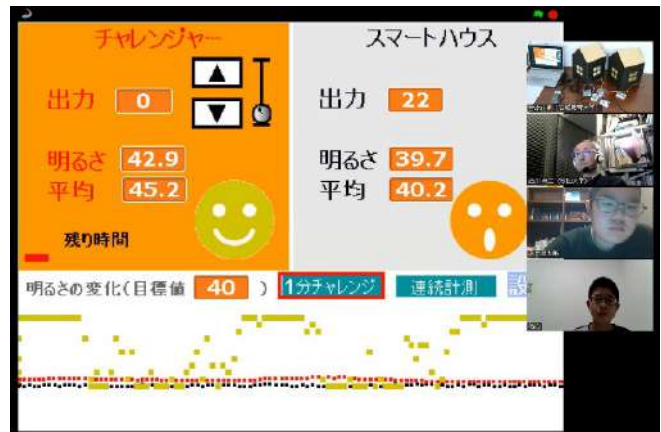 チャレンジャー
スマートハウス
出力 0
出力 22
明るさ 42.9
明るさ 39.7
平均 45.2
平均 40.2
残り時間
明るさの変化(目標値 40 )
1分チャレンジ
連続計測
設